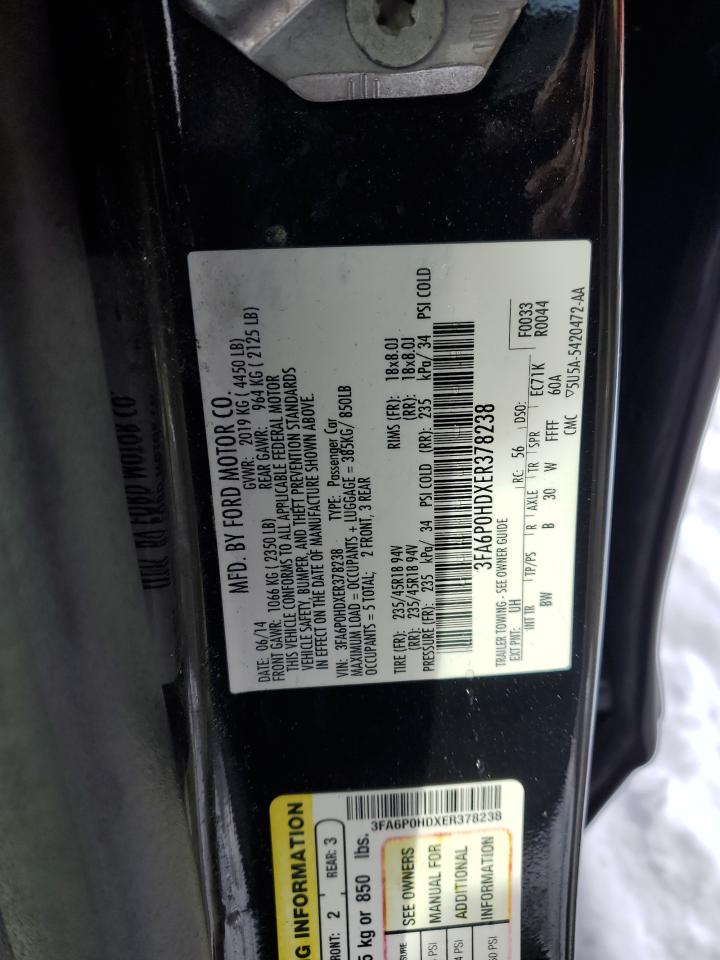 MFD. BY FORD MOTOR CO.
DATE: 06/14 GVWR: 2019 KG ( 4450 LB)
FRONT GAWR: 1066 KG ( 2350 LB) REAR GAWR: 964 KG ( 2125 LB)
THIS VEHICLE CONFORMS TO ALL APPLICABLE FEDERAL MOTOR
VEHICLE SAFETY, BUMPER, AND THEFT PREVENTION STANDARDS
IN EFFECT ON THE DATE OF MANUFACTURE SHOWN ABOVE.
VIN: 3FA6P0HDXER378238 TYPE: Passenger Car
MAXIMUM LOAD = OCCUPANTS + LUGGAGE = 385KG/ 850LB
OCCUPANTS = 5 TOTAL; 2 FRONT, 3 REAR
TIRE (FR): 235/45R18 94V RIMS (FR): 18x8.0J
(RR): 235/45R18 94V (RR): 18x8.0J
PRESSURE (FR): 235 kPa/ 34 PSI COLD (RR): 235 kPa/ 34 PSI COLD
3FA6P0HDXER378238
TRAILER TOWING - SEE OWNER GUIDE
EXT PNT: UH RC: 56 DSO: F0033
R0044
INT TR TP/PS R AXLE TR SPR EC71K
BW B 30 W FFFF 60A
CMC ▽5U5A-5420472-AA
G INFORMATION
RONT: 2 REAR: 3
5 kg or 850 lbs.
3FA6P0HDXER378238
SEE OWNERS
MANUAL FOR
ADDITIONAL
INFORMATION
SSURE
PSI
4 PSI
60 PSI